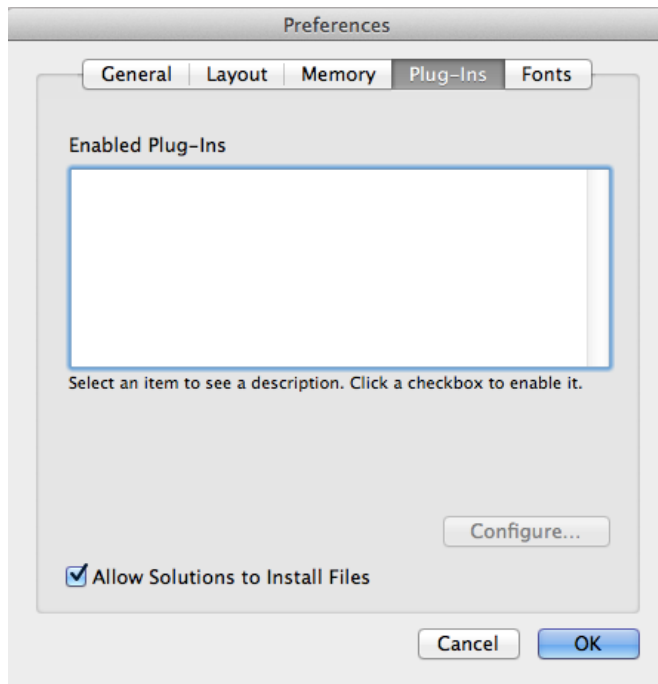 Preferences
General Layout Memory Plug-Ins Fonts
Enabled Plug-Ins
Select an item to see a description. Click a checkbox to enable it.
Configure...
Allow Solutions to Install Files
Cancel OK